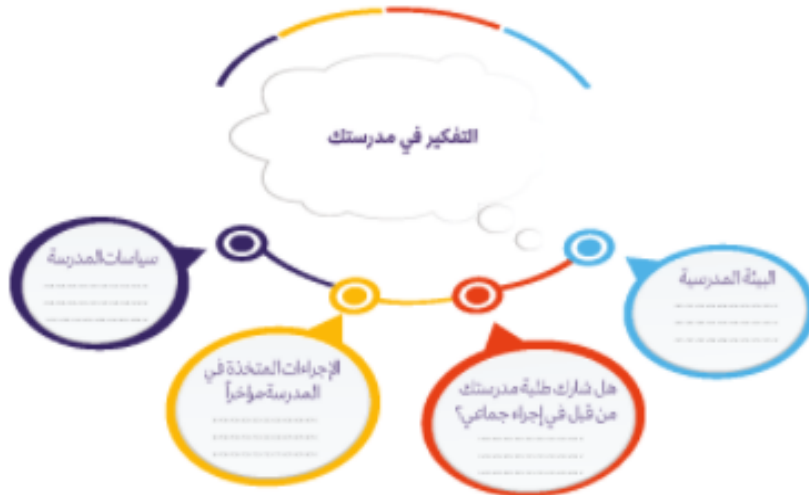 التفكير في مدرستك
البيئة المدرسية
هل شارك طلبة مدرستك
من قبل في إجراء جماعي؟
الإجراءات المتخذة في
المدرسة مؤخراً
سياسات المدرسة